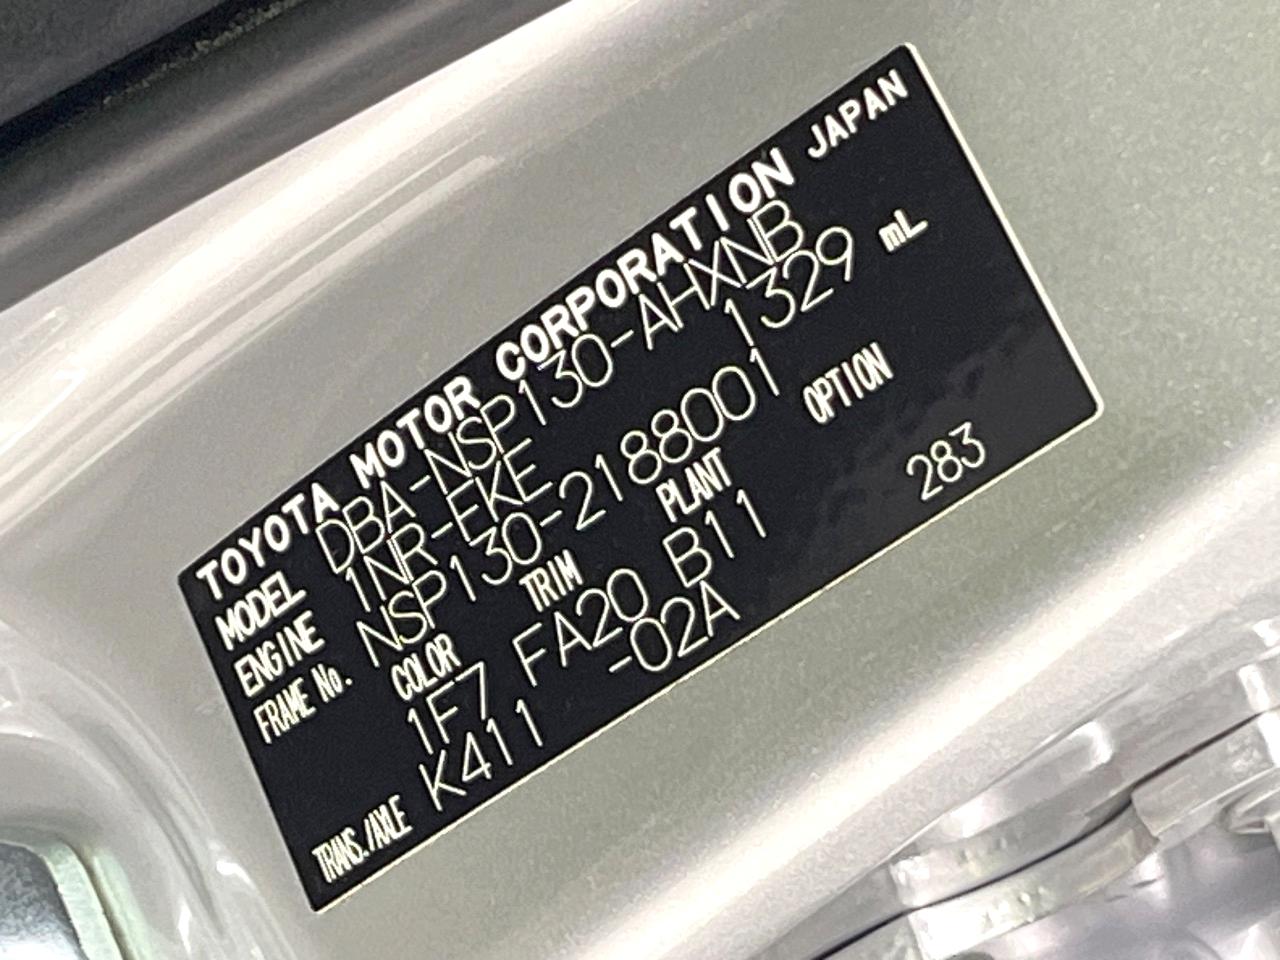 TOYOTA MOTOR CORPORATION JAPAN
MODEL DBA-NSP130-AHXNB
ENGINE 1NR-FKE 1329 mL
FRAME No. NSP130-2188001
COLOR TRIM PLANT OPTION
1F7 FA20 B11 283
TRANS./AXLE K411 -02A